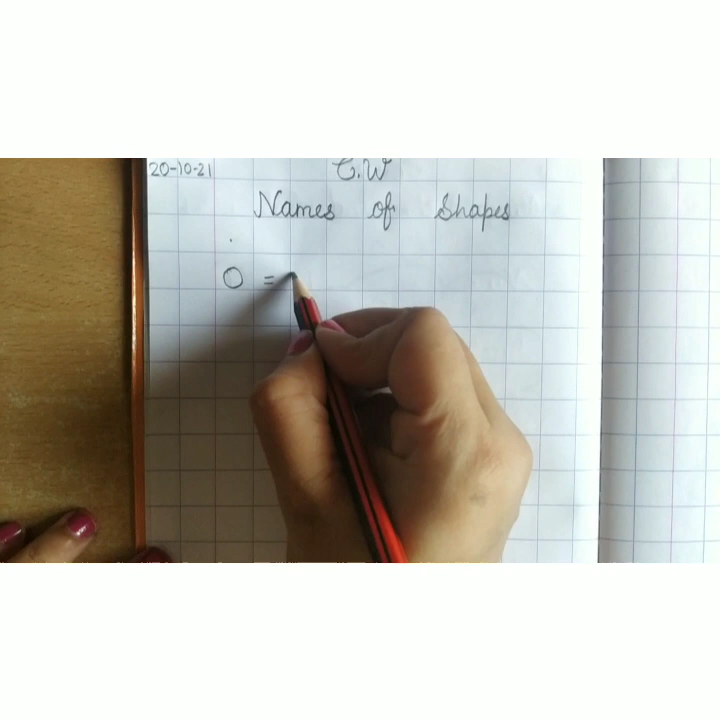 20-10-21 C.W
Names of Shapes
O =